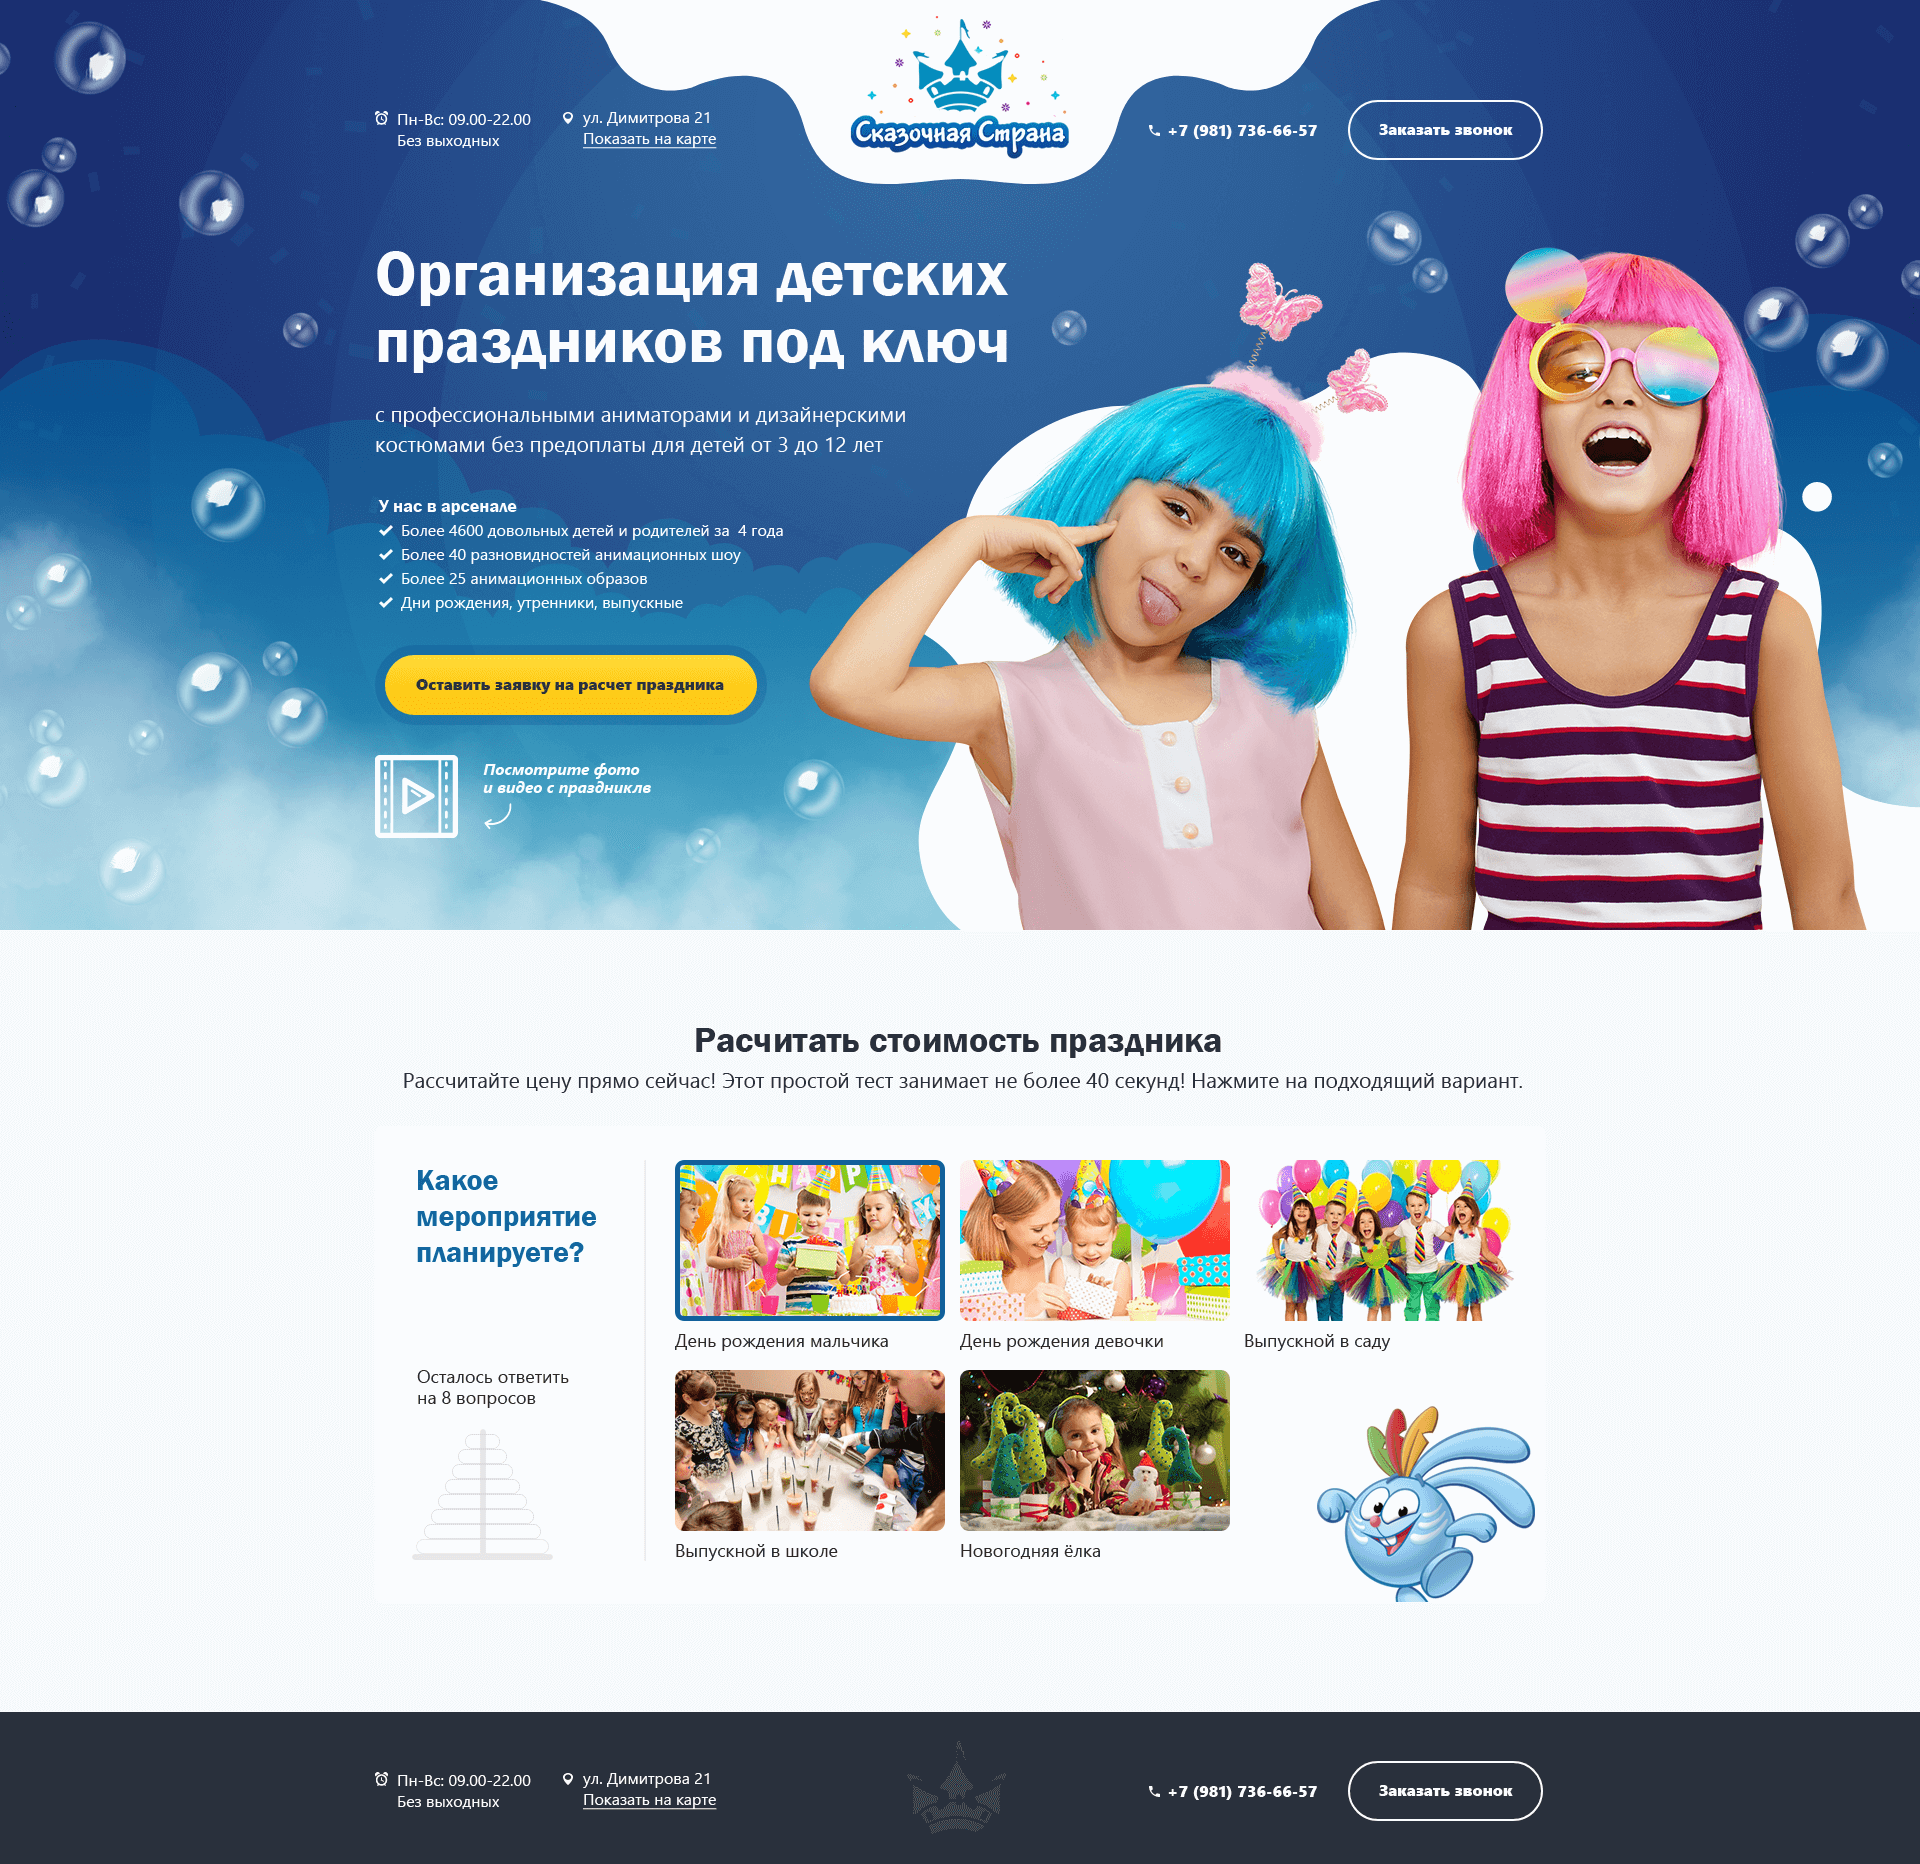 Пн-Вс: 09.00-22.00
Без выходных
ул. Димитрова 21
Показать на карте
Сказочная Страна
+7 (981) 736-66-57
Заказать звонок
Организация детских
праздников под ключ
с профессиональными аниматорами и дизайнерскими
костюмами без предоплаты для детей от 3 до 12 лет
У нас в арсенале
Более 4600 довольных детей и родителей за 4 года
Более 40 разновидностей анимационных шоу
Более 25 анимационных образов
Дни рождения, утренники, выпускные
Оставить заявку на расчет праздника
Посмотрите фото
и видео с праздниклв
Расчитать стоимость праздника
Рассчитайте цену прямо сейчас! Этот простой тест занимает не более 40 секунд! Нажмите на подходящий вариант.
Какое
мероприятие
планируете?
Осталось ответить
на 8 вопросов
День рождения мальчика
День рождения девочки
Выпускной в саду
Выпускной в школе
Новогодняя ёлка
Пн-Вс: 09.00-22.00
Без выходных
ул. Димитрова 21
Показать на карте
+7 (981) 736-66-57
Заказать звонок